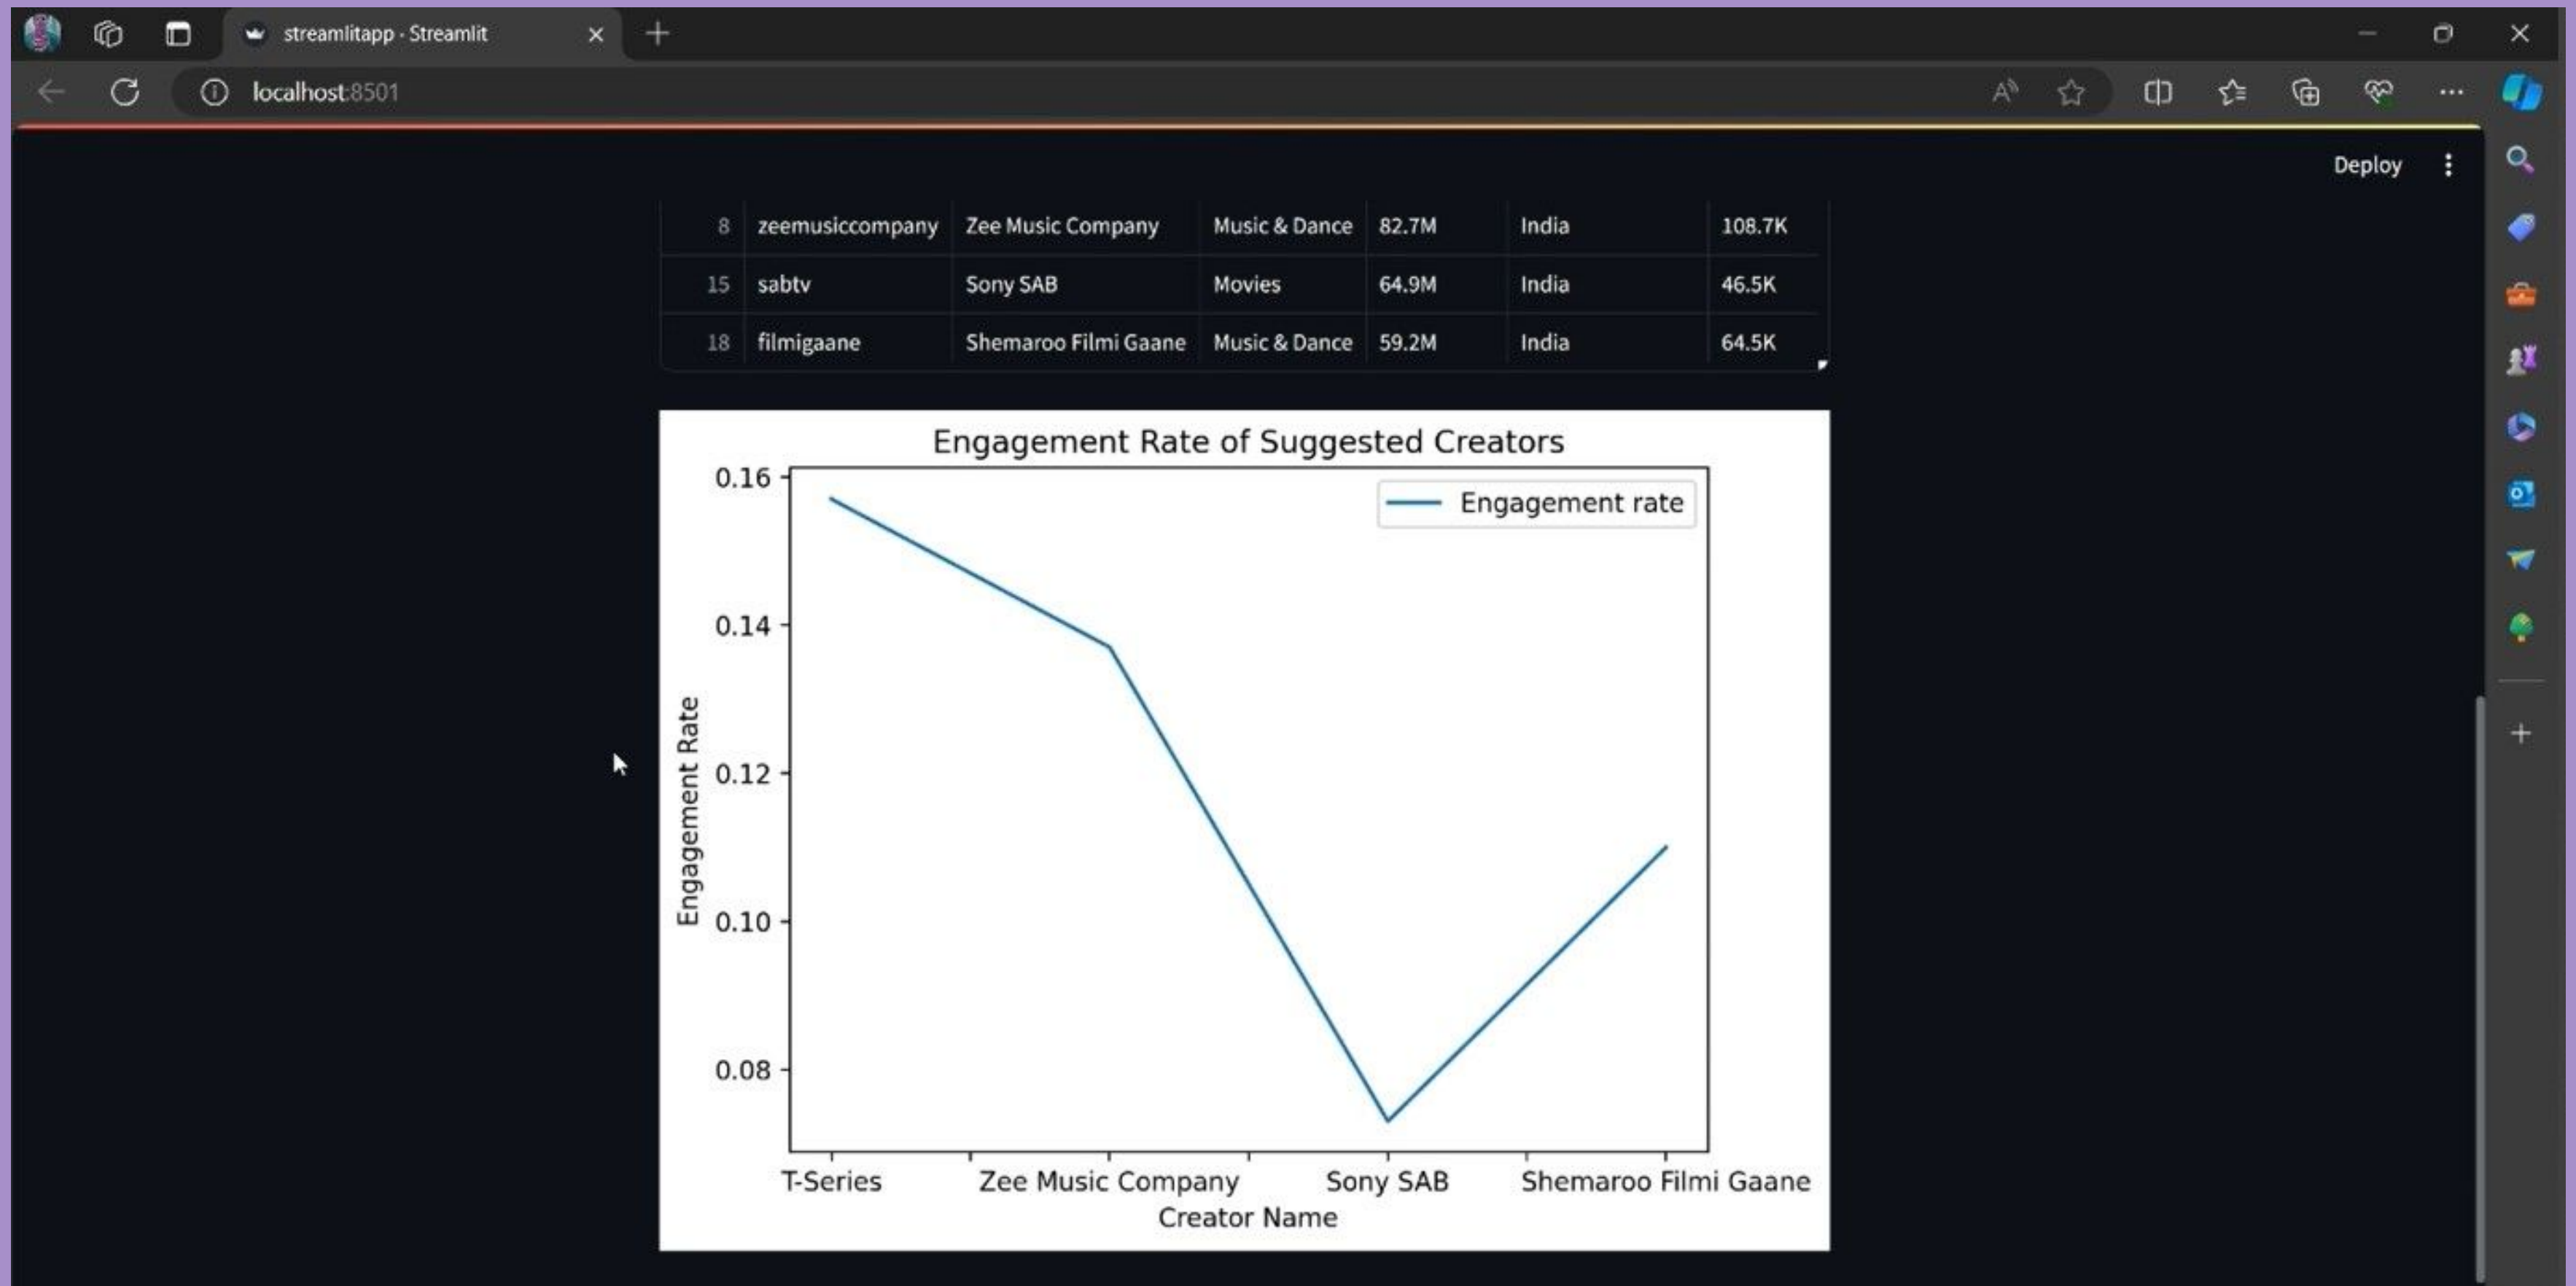 streamlitapp · Streamlit
localhost:8501
Deploy
8 zeemusiccompany Zee Music Company Music & Dance 82.7M India 108.7K
15 sabtv Sony SAB Movies 64.9M India 46.5K
18 filmigaane Shemaroo Filmi Gaane Music & Dance 59.2M India 64.5K
Engagement Rate of Suggested Creators
Engagement rate
0.16
0.14
0.12
0.10
0.08
Engagement Rate
T-Series Zee Music Company Sony SAB Shemaroo Filmi Gaane
Creator Name